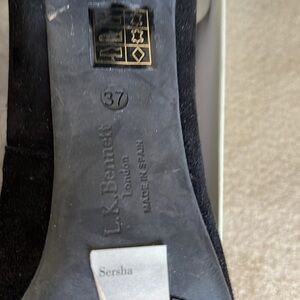 37
L.K.Bennett
London
MADE IN SPAIN
Sersha